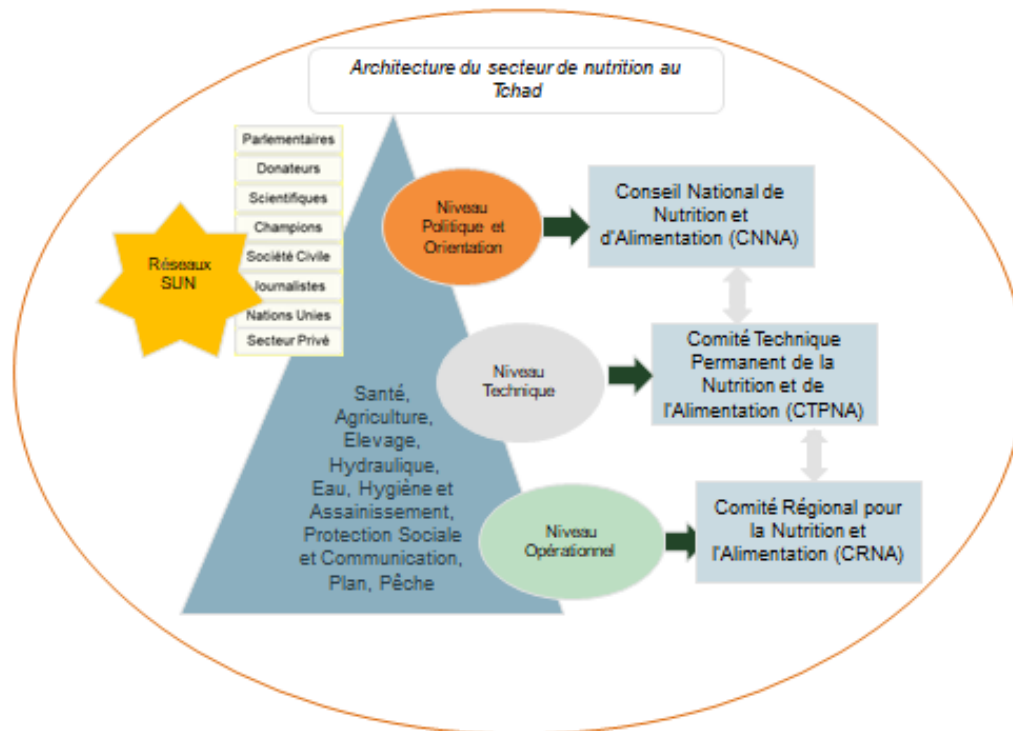 Architecture du secteur de nutrition au
Tchad
Parlementaires
Donateurs
Scientifiques
Champions
Société Civile
Journalistes
Nations Unies
Secteur Privé
Réseaux
SUN
Niveau
Politique et
Orientation
Conseil National de
Nutrition et
d'Alimentation (CNNA)
Niveau
Technique
Comité Technique
Permanent de la
Nutrition et de
l'Alimentation (CTPNA)
Santé,
Agriculture,
Elevage,
Hydraulique,
Eau, Hygiène et
Assainissement,
Protection Sociale
et Communication,
Plan, Pêche
Niveau
Opérationnel
Comité Régional pour
la Nutrition et
l'Alimentation (CRNA)